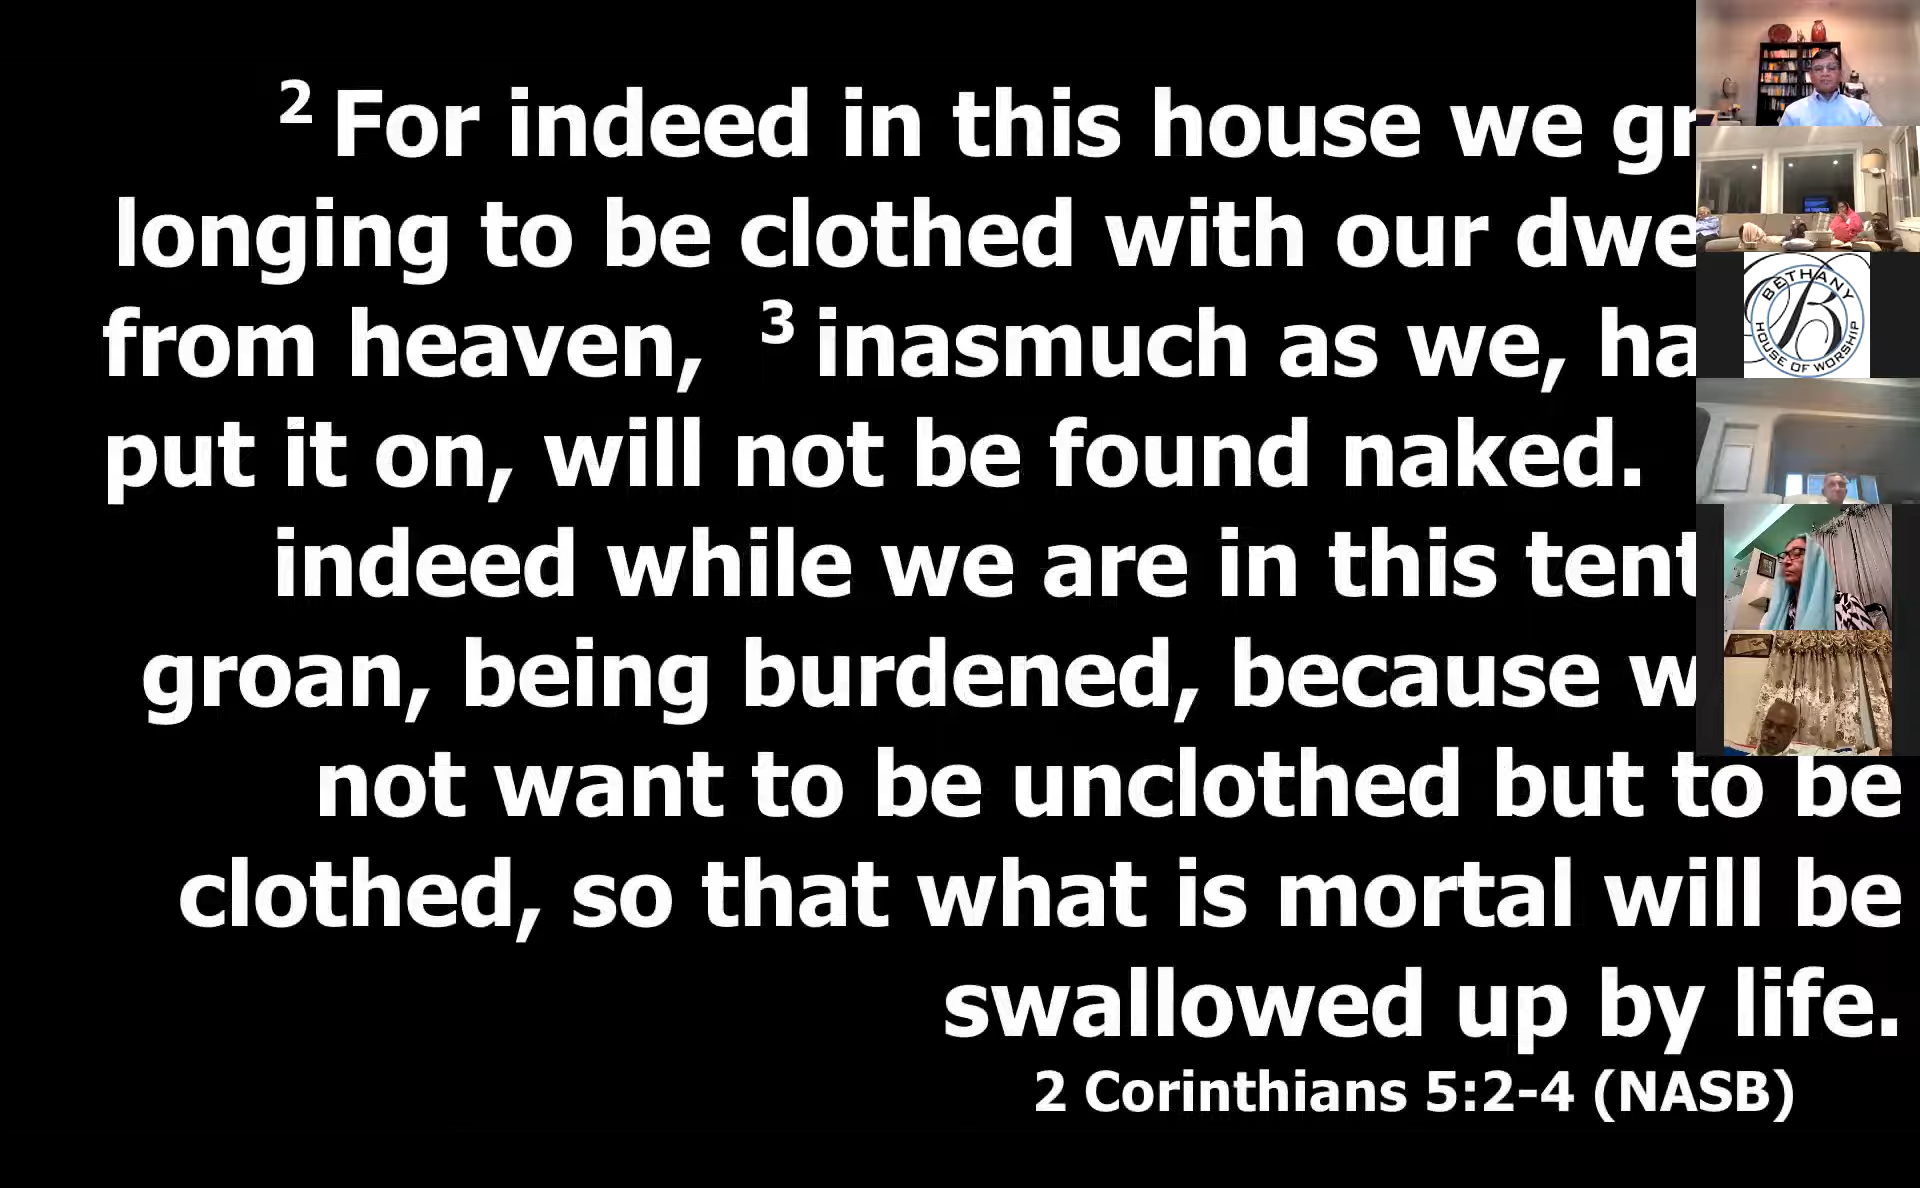 2 For indeed in this house we gr
longing to be clothed with our dwe
from heaven, 3 inasmuch as we, ha
put it on, will not be found naked.
indeed while we are in this tent
groan, being burdened, because w
not want to be unclothed but to be
clothed, so that what is mortal will be
swallowed up by life.
2 Corinthians 5:2-4 (NASB)
BETHANY
B
HOUSE OF WORSHIP